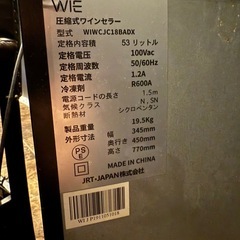 WIE
圧縮式ワインセラー
型式 WIWCJC18BADX
定格内容積 53 リットル
定格電圧 100Vac
定格周波数 50/60Hz
定格電流 1.2A
冷凍剤 R600A
電源コードの長さ 1.5m
気候クラス N, SN
断熱ガス シクロペンタン
製品重量 19.5Kg
外形寸法 幅 345mm
奥行き 450mm
高さ 770mm
PSE
MADE IN CHINA
JRT-JAPAN株式会社